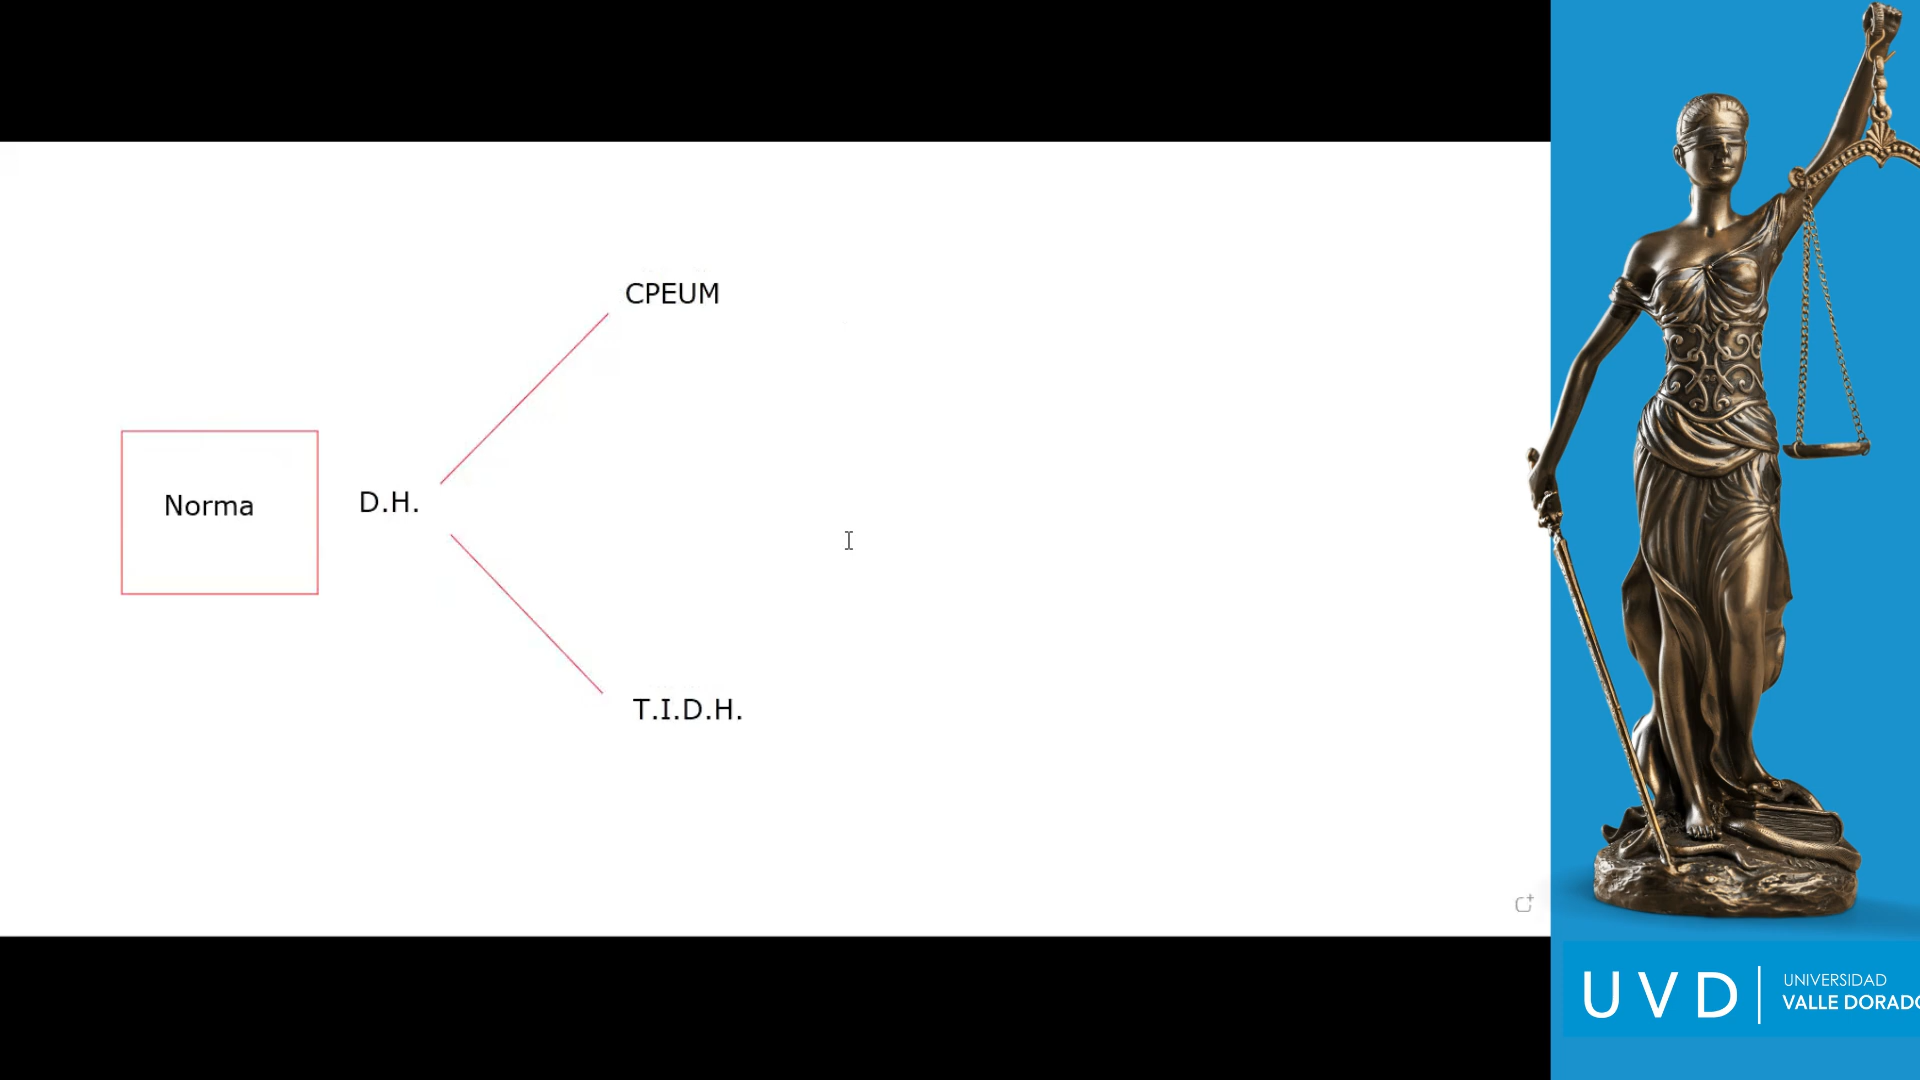 CPEUM
Norma
D.H.
T.I.D.H.
UVD
UNIVERSIDAD
VALLE DORADO